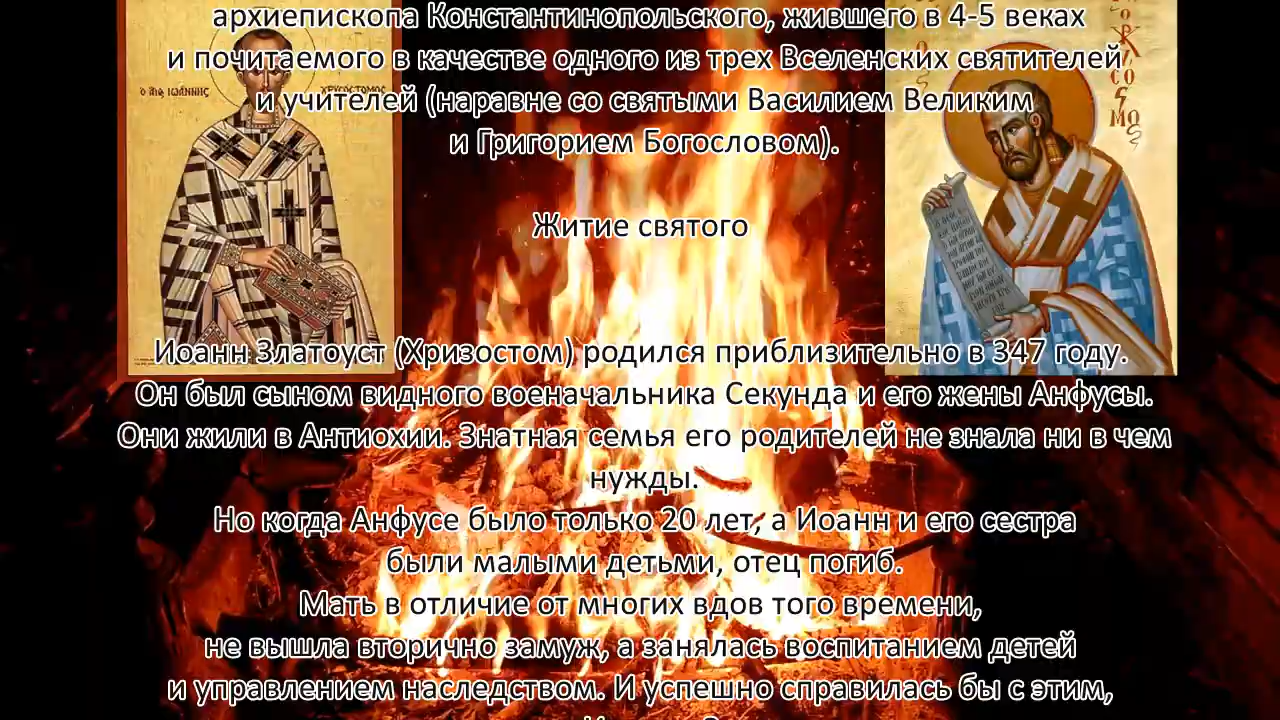 архиепископа Константинопольского, жившего в 4-5 веках
и почитаемого в качестве одного из трех Вселенских святителей
и учителей (наравне со святыми Василием Великим
и Григорием Богословом).
Житие святого
Иоанн Златоуст (Хризостом) родился приблизительно в 347 году.
Он был сыном видного военачальника Секунда и его жены Анфусы.
Они жили в Антиохии. Знатная семья его родителей не знала ни в чем
нужды.
Но когда Анфусе было только 20 лет, а Иоанн и его сестра
были малыми детьми, отец погиб.
Мать в отличие от многих вдов того времени,
не вышла вторично замуж, а занялась воспитанием детей
и управлением наследством. И успешно справилась бы с этим,